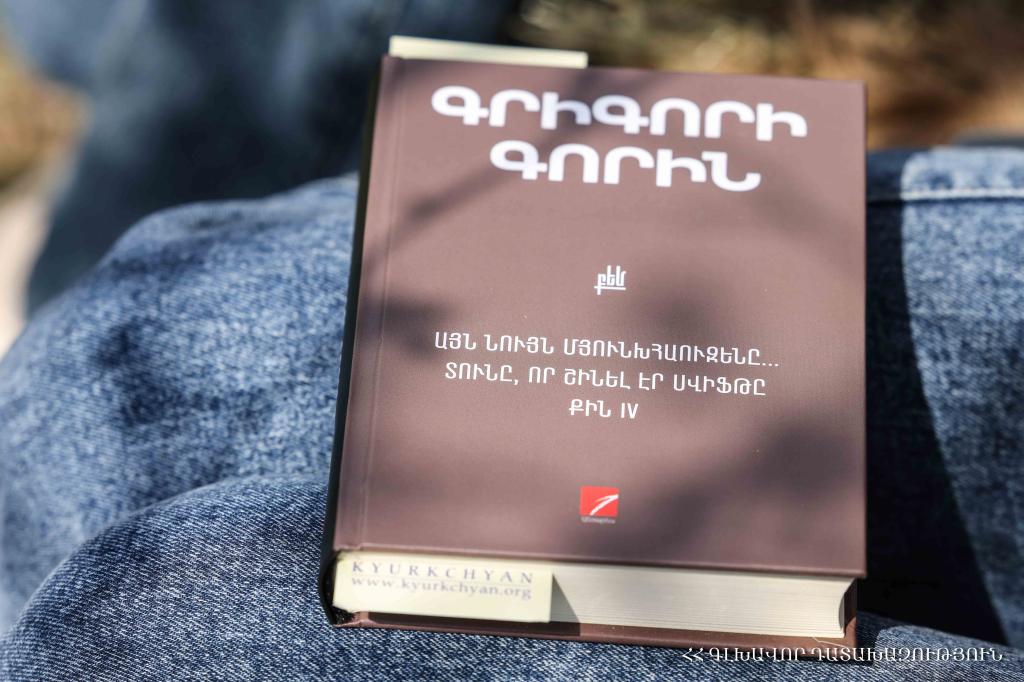 ԳՐԻԳՈՐԻ
ԳՈՐԻՆ
բեմ
ԱՅՆ ՆՈՒՅՆ ՄՅՈՒՆԽՀԱՈՒԶԵՆԸ...
ՏՈՒՆԸ, ՈՐ ՇԻՆԵԼ ԷՐ ՍՎԻՖԹԸ
ՔԻՆ IV
KYURKCHYAN
www.kyurkchyan.org
ՀՀ ԳԼԽԱՎՈՐ ԴԱՏԱԽԱԶՈՒԹՅՈՒՆ